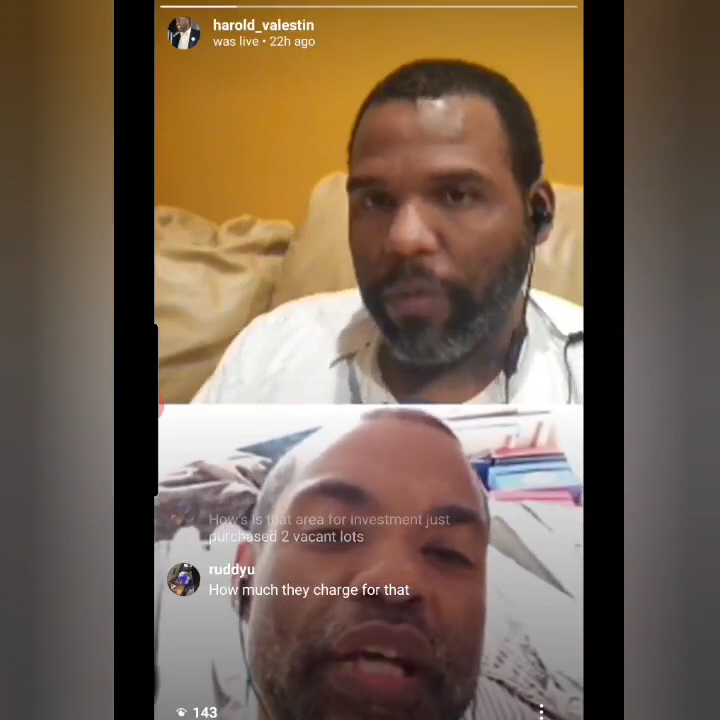 harold_valestin
was live • 22h ago
How's is that area for investment just
purchased 2 vacant lots
ruddyu
How much they charge for that
143